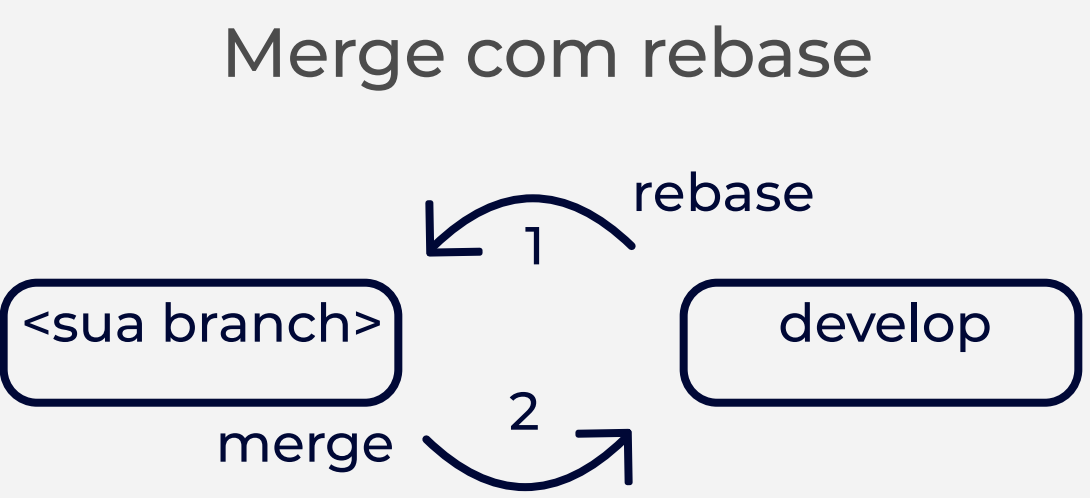 Merge com rebase
rebase
1
<sua branch>
develop
2
merge